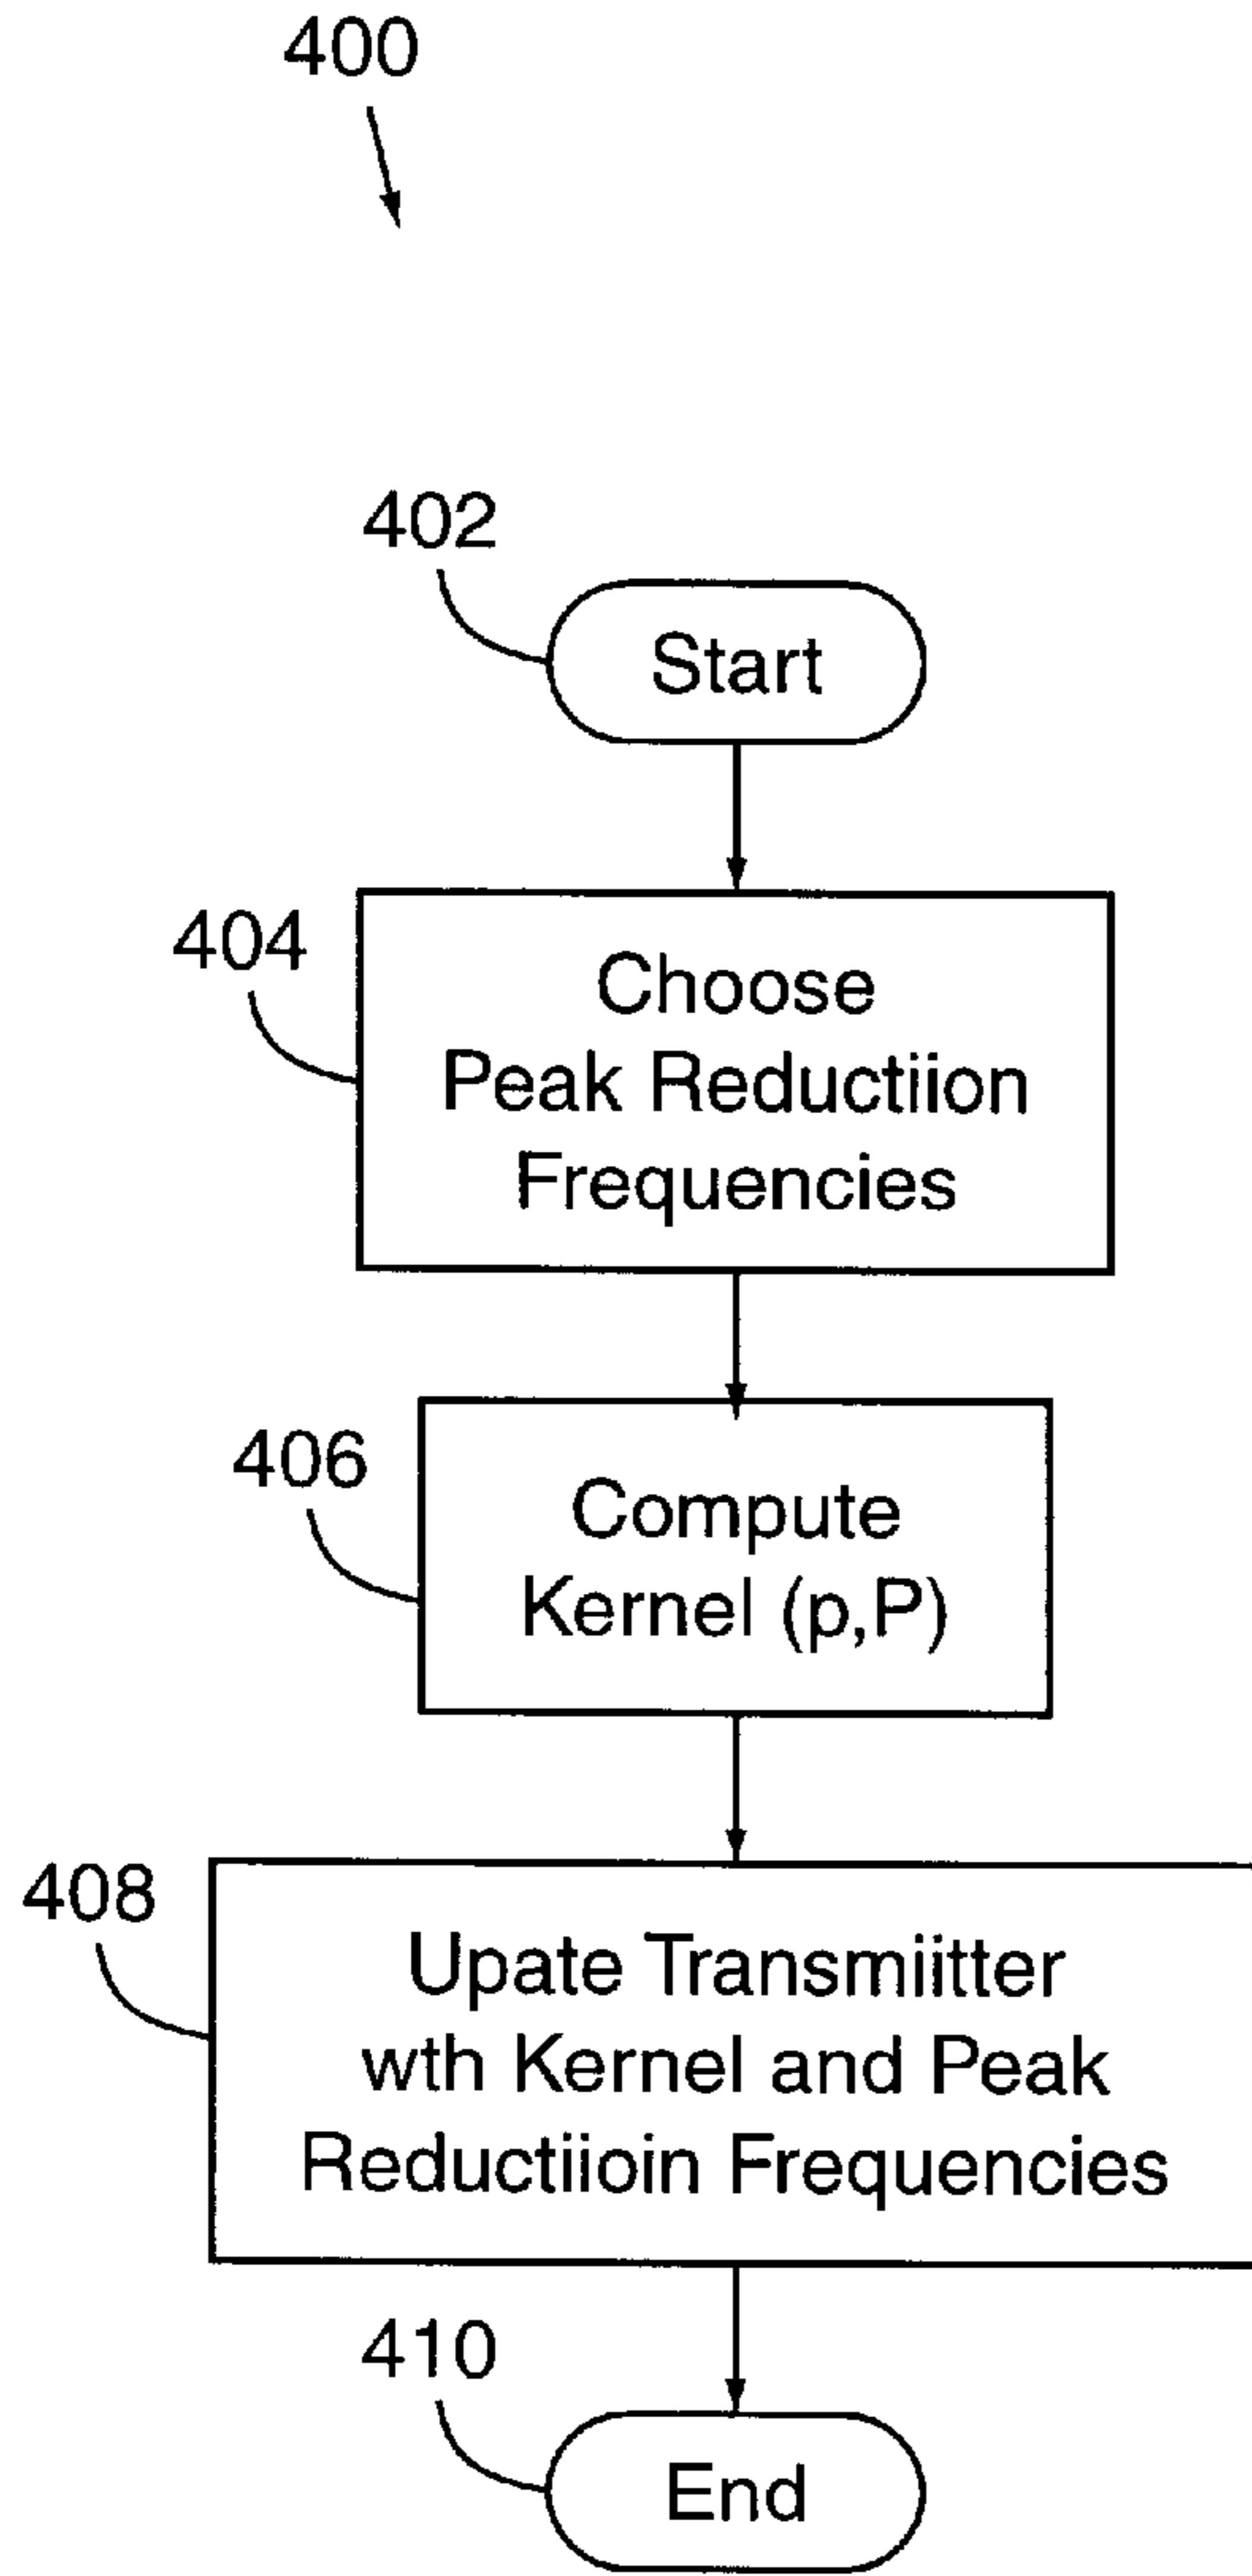 400
402
Start
404
Choose
Peak Reductiion
Frequencies
406
Compute
Kernel (p,P)
408
Upate Transmiitter
wth Kernel and Peak
Reductiioin Frequencies
410
End